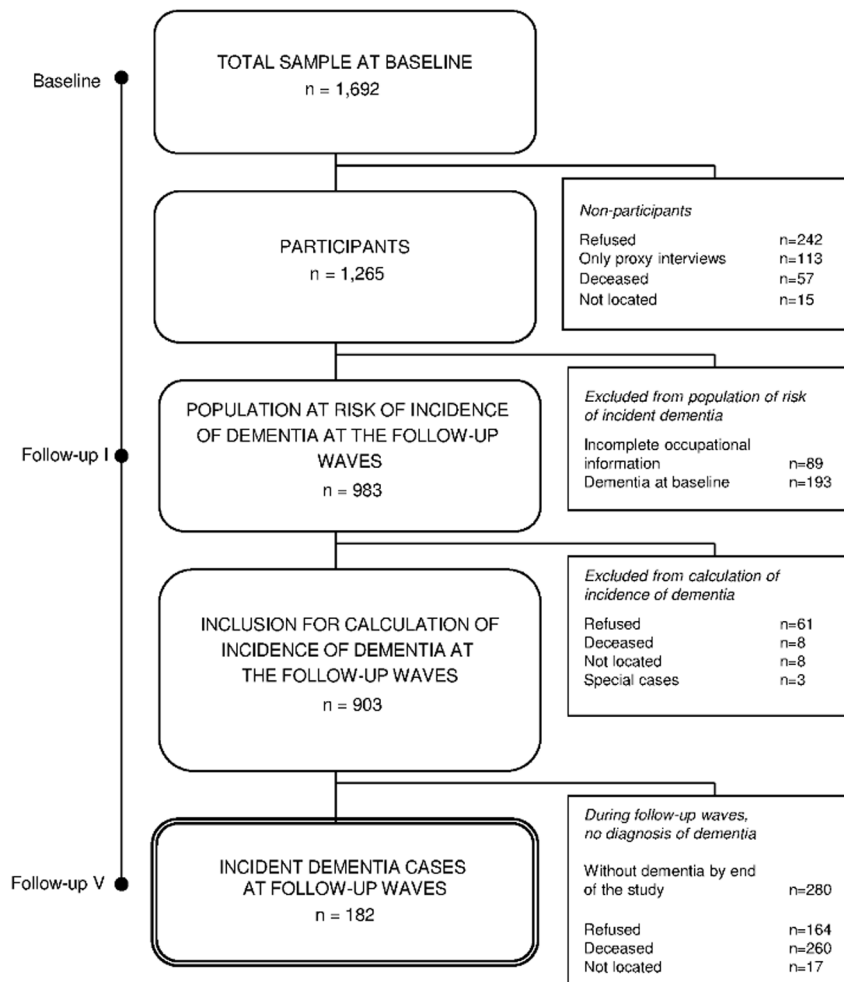 Baseline
TOTAL SAMPLE AT BASELINE
n = 1,692
Non-participants
Refused n=242
Only proxy interviews n=113
Deceased n=57
Not located n=15
PARTICIPANTS
n = 1,265
Excluded from population of risk
of incident dementia
Incomplete occupational
information n=89
Dementia at baseline n=193
Follow-up I
POPULATION AT RISK OF INCIDENCE
OF DEMENTIA AT THE FOLLOW-UP
WAVES
n = 983
Excluded from calculation of
incidence of dementia
Refused n=61
Deceased n=8
Not located n=8
Special cases n=3
INCLUSION FOR CALCULATION OF
INCIDENCE OF DEMENTIA AT
THE FOLLOW-UP WAVES
n = 903
During follow-up waves,
no diagnosis of dementia
Without dementia by end
of the study n=280
Refused n=164
Deceased n=260
Not located n=17
Follow-up V
INCIDENT DEMENTIA CASES
AT FOLLOW-UP WAVES
n = 182